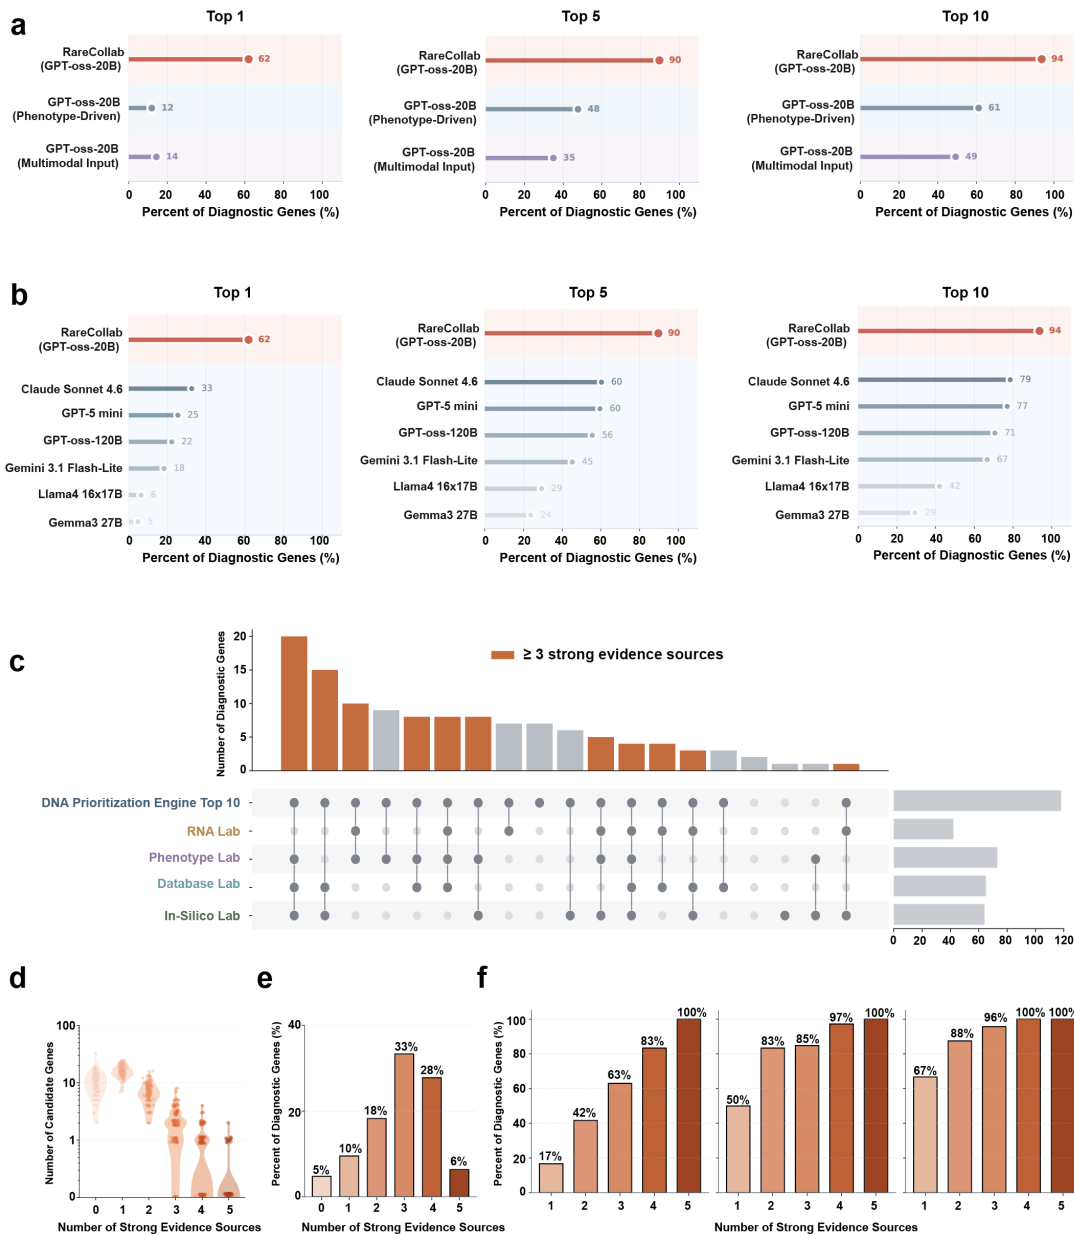 a
Top 1
Top 5
Top 10
RareCollab
(GPT-oss-20B)
62
GPT-oss-20B
(Phenotype-Driven)
12
GPT-oss-20B
(Multimodal Input)
14
0 20 40 60 80 100
Percent of Diagnostic Genes (%)
RareCollab
(GPT-oss-20B)
90
GPT-oss-20B
(Phenotype-Driven)
48
GPT-oss-20B
(Multimodal Input)
35
0 20 40 60 80 100
Percent of Diagnostic Genes (%)
RareCollab
(GPT-oss-20B)
94
GPT-oss-20B
(Phenotype-Driven)
61
GPT-oss-20B
(Multimodal Input)
49
0 20 40 60 80 100
Percent of Diagnostic Genes (%)
b
Top 1
Top 5
Top 10
RareCollab
(GPT-oss-20B)
62
Claude Sonnet 4.6 33
GPT-5 mini 25
GPT-oss-120B 22
Gemini 3.1 Flash-Lite 18
Llama4 16x17B 6
Gemma3 27B 5
0 20 40 60 80 100
Percent of Diagnostic Genes (%)
RareCollab
(GPT-oss-20B)
90
Claude Sonnet 4.6 60
GPT-5 mini 60
GPT-oss-120B 56
Gemini 3.1 Flash-Lite 45
Llama4 16x17B 29
Gemma3 27B 24
0 20 40 60 80 100
Percent of Diagnostic Genes (%)
RareCollab
(GPT-oss-20B)
94
Claude Sonnet 4.6 79
GPT-5 mini 77
GPT-oss-120B 71
Gemini 3.1 Flash-Lite 67
Llama4 16x17B 42
Gemma3 27B 29
0 20 40 60 80 100
Percent of Diagnostic Genes (%)
c
Number of Diagnostic Genes
20
15
10
5
0
≥ 3 strong evidence sources
DNA Prioritization Engine Top 10
RNA Lab
Phenotype Lab
Database Lab
In-Silico Lab
0 20 40 60 80 100 120
d
Number of Candidate Genes
100
10
1
0
0 1 2 3 4 5
Number of Strong Evidence Sources
e
Percent of Diagnostic Genes (%)
40
20
0
5% 10% 18% 33% 28% 6%
0 1 2 3 4 5
Number of Strong Evidence Sources
f
Percent of Diagnostic Genes (%)
100
80
60
40
20
0
17% 42% 63% 83% 100%
1 2 3 4 5
50% 83% 85% 97% 100%
1 2 3 4 5
67% 88% 96% 100% 100%
1 2 3 4 5
Number of Strong Evidence Sources